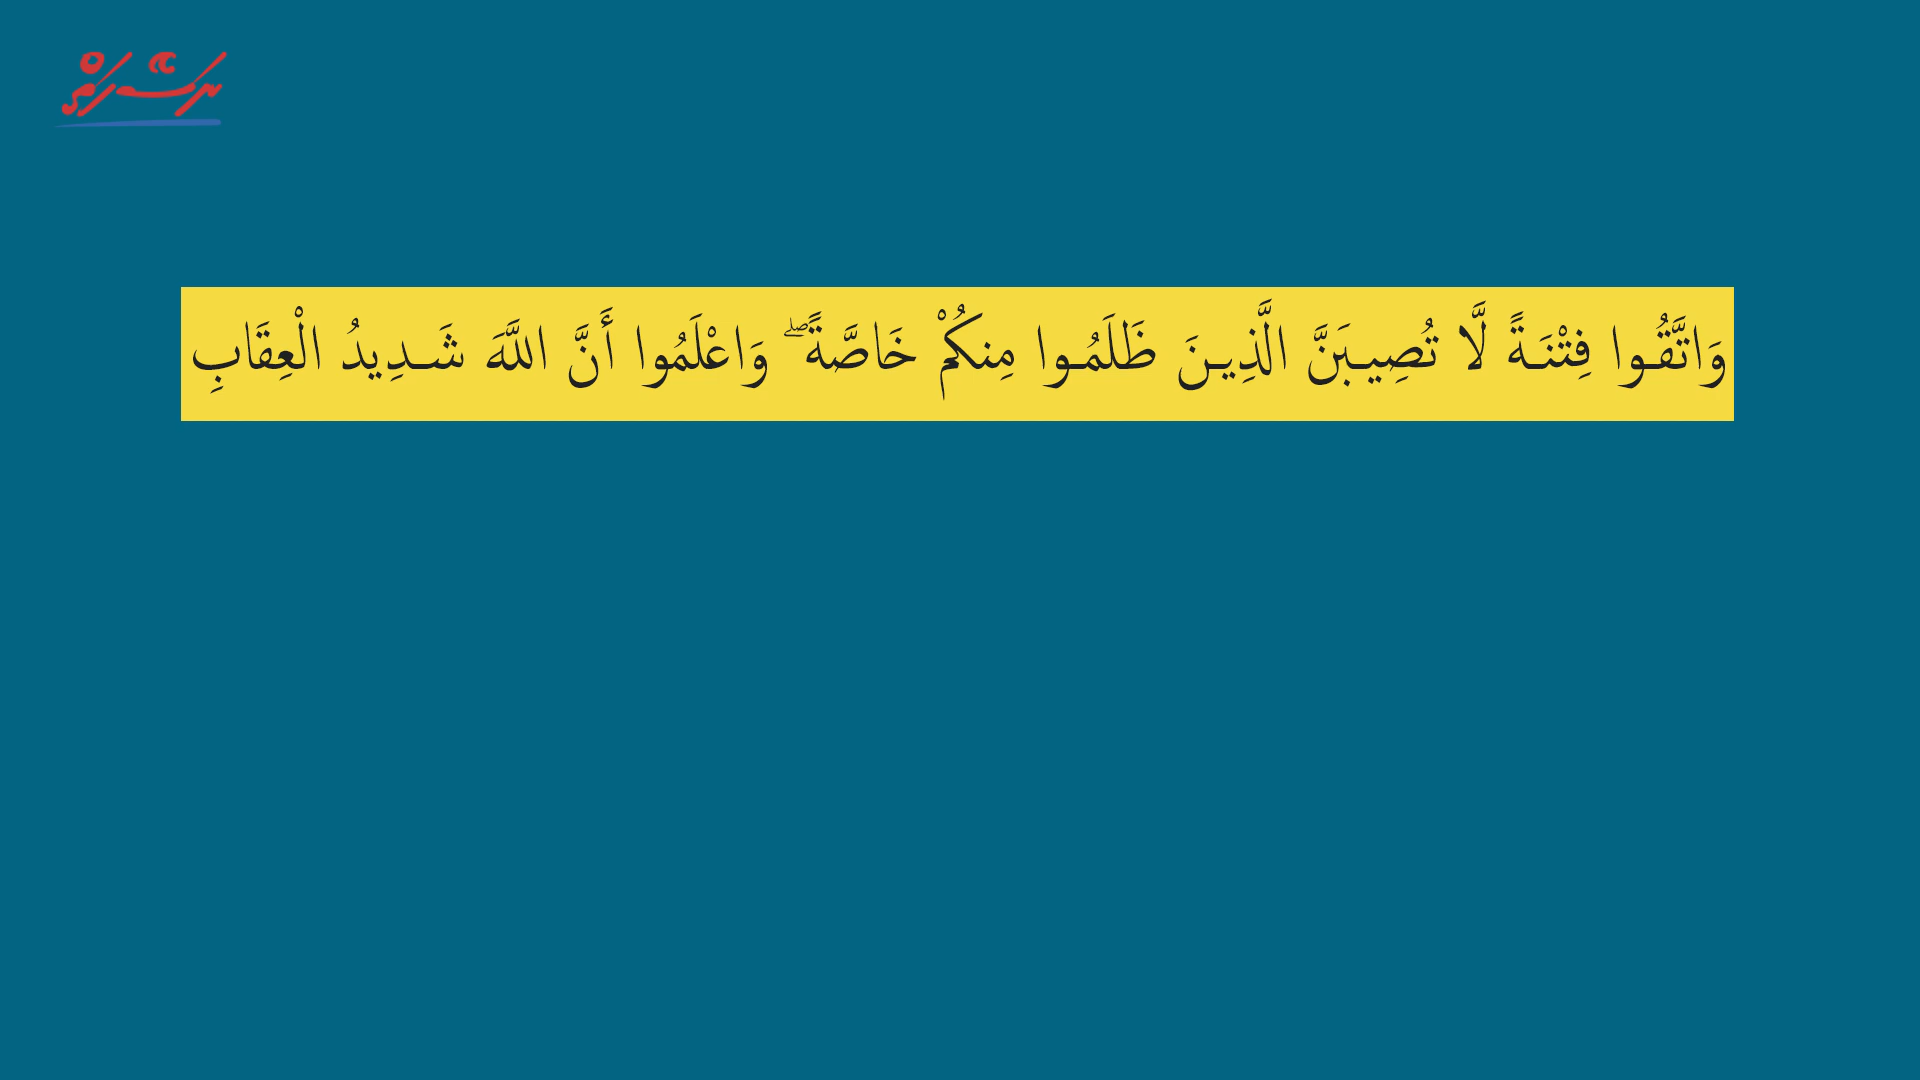 وَاتَّقُوا فِتْنَةً لَّا تُصِيبَنَّ الَّذِينَ ظَلَمُوا مِنكُمْ خَاصَّةً ۖ وَاعْلَمُوا أَنَّ اللَّهَ شَدِيدُ الْعِقَابِ